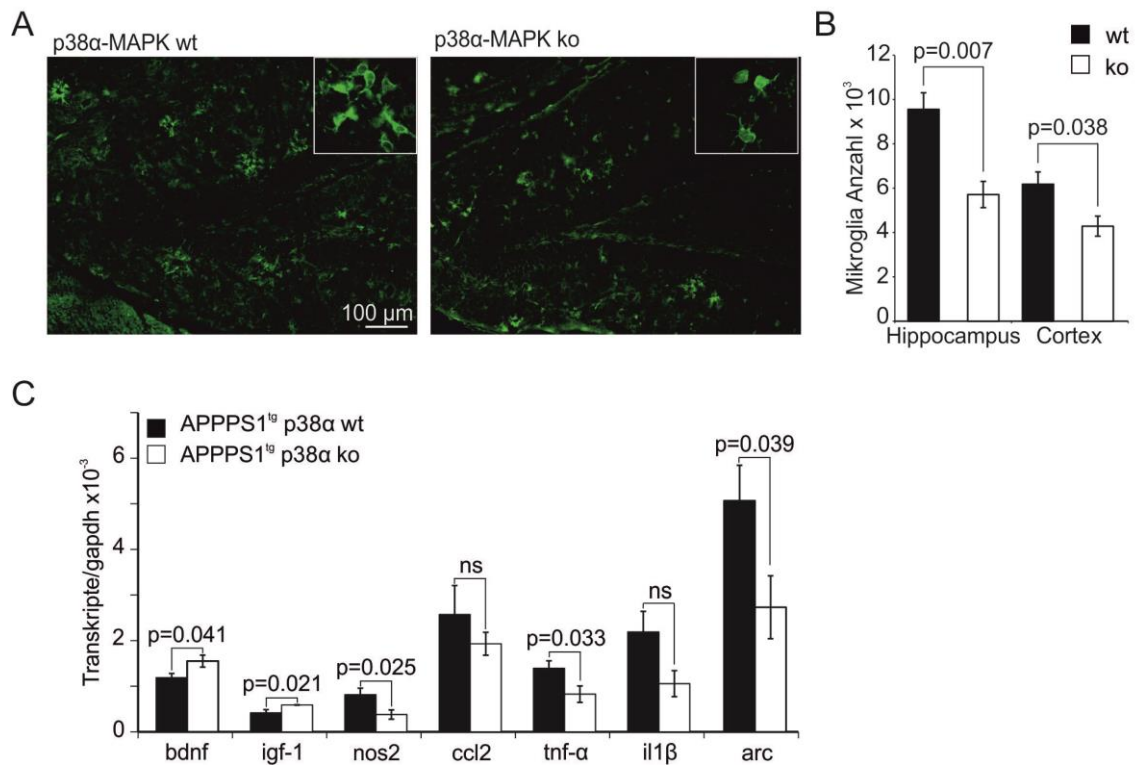 A
p38α-MAPK wt
p38α-MAPK ko
100 µm
B
wt
ko
p=0.007
p=0.038
Mikroglia Anzahl x 10³
12
10
8
6
4
2
0
Hippocampus
Cortex
C
APPPS1ᵗᵍ p38α wt
APPPS1ᵗᵍ p38α ko
Transkripte/gapdh x10⁻³
6
4
2
0
p=0.041
p=0.021
p=0.025
ns
p=0.033
ns
p=0.039
bdnf
igf-1
nos2
ccl2
tnf-α
il1β
arc